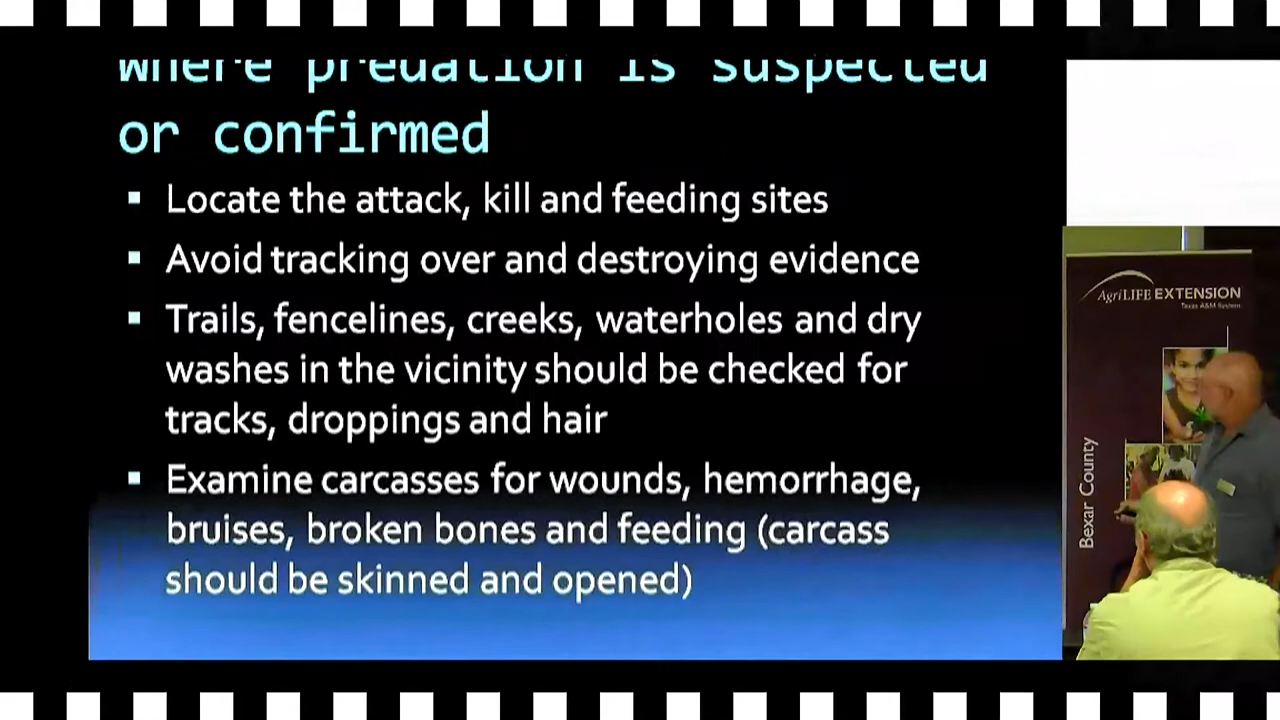 where predation is suspected
or confirmed
▪ Locate the attack, kill and feeding sites
▪ Avoid tracking over and destroying evidence
▪ Trails, fencelines, creeks, waterholes and dry
washes in the vicinity should be checked for
tracks, droppings and hair
▪ Examine carcasses for wounds, hemorrhage,
bruises, broken bones and feeding (carcass
should be skinned and opened)
AgriLIFE EXTENSION
Texas A&M System
Bexar County